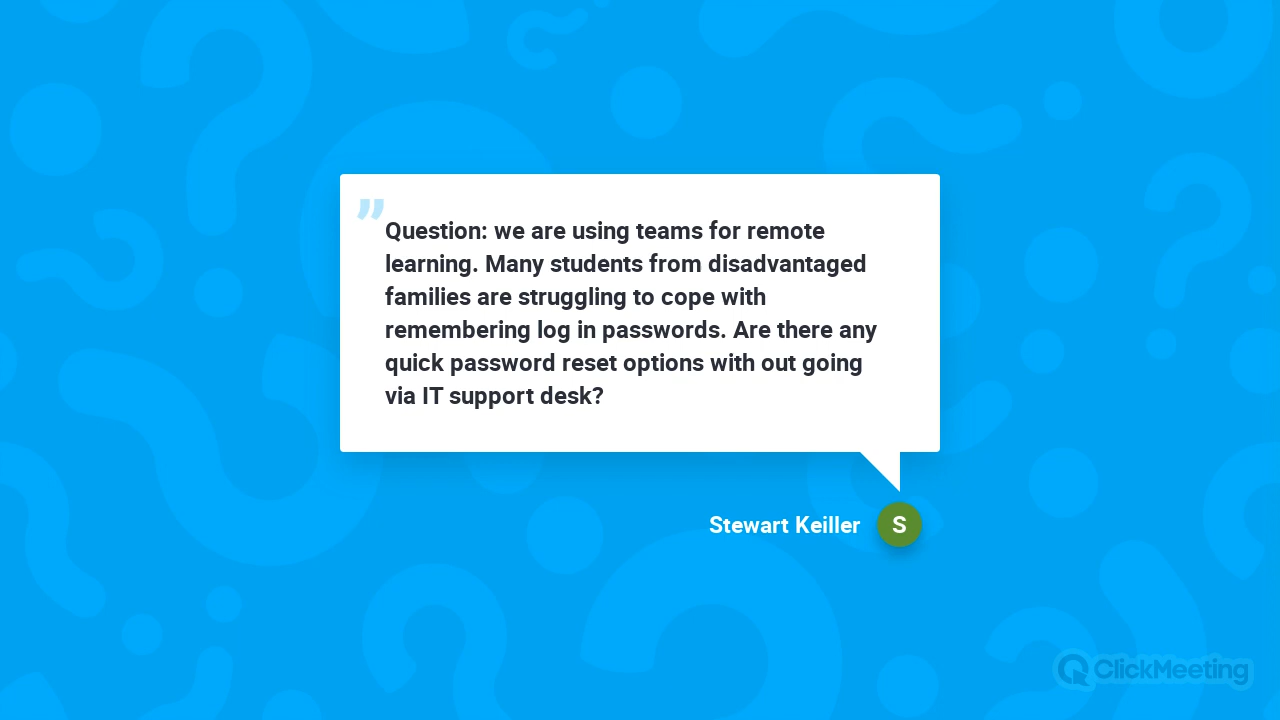 ”
Question: we are using teams for remote
learning. Many students from disadvantaged
families are struggling to cope with
remembering log in passwords. Are there any
quick password reset options with out going
via IT support desk?
Stewart Keiller S
ClickMeeting